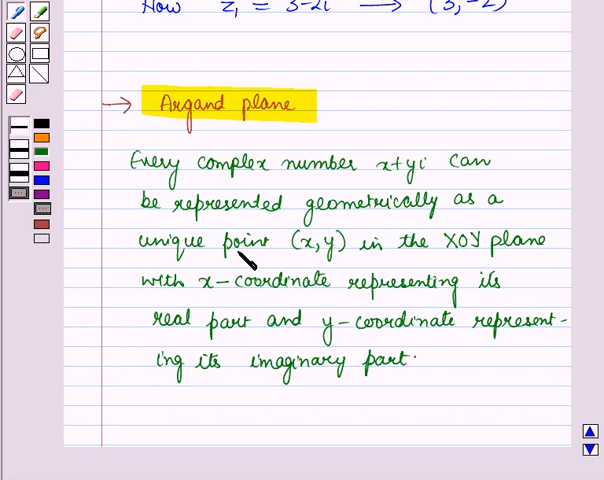 Now z₁ = 3-2i → (3, -2)
→ Argand plane
Every complex number x+yi can
be represented geometrically as a
unique point (x,y) in the XOY plane
with x-coordinate representing its
real part and y-coordinate represent-
ing its imaginary part.